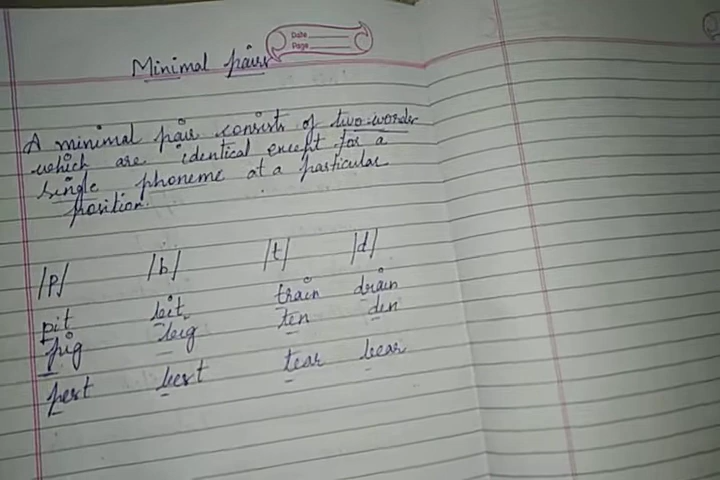 Date
Page
Minimal pairs
A minimal pair consists of two words
which are identical except for a
single phoneme at a particular
position.
/p/ /b/ /t/ /d/
pit bit train drain
pig big ten den
pest best tear bear